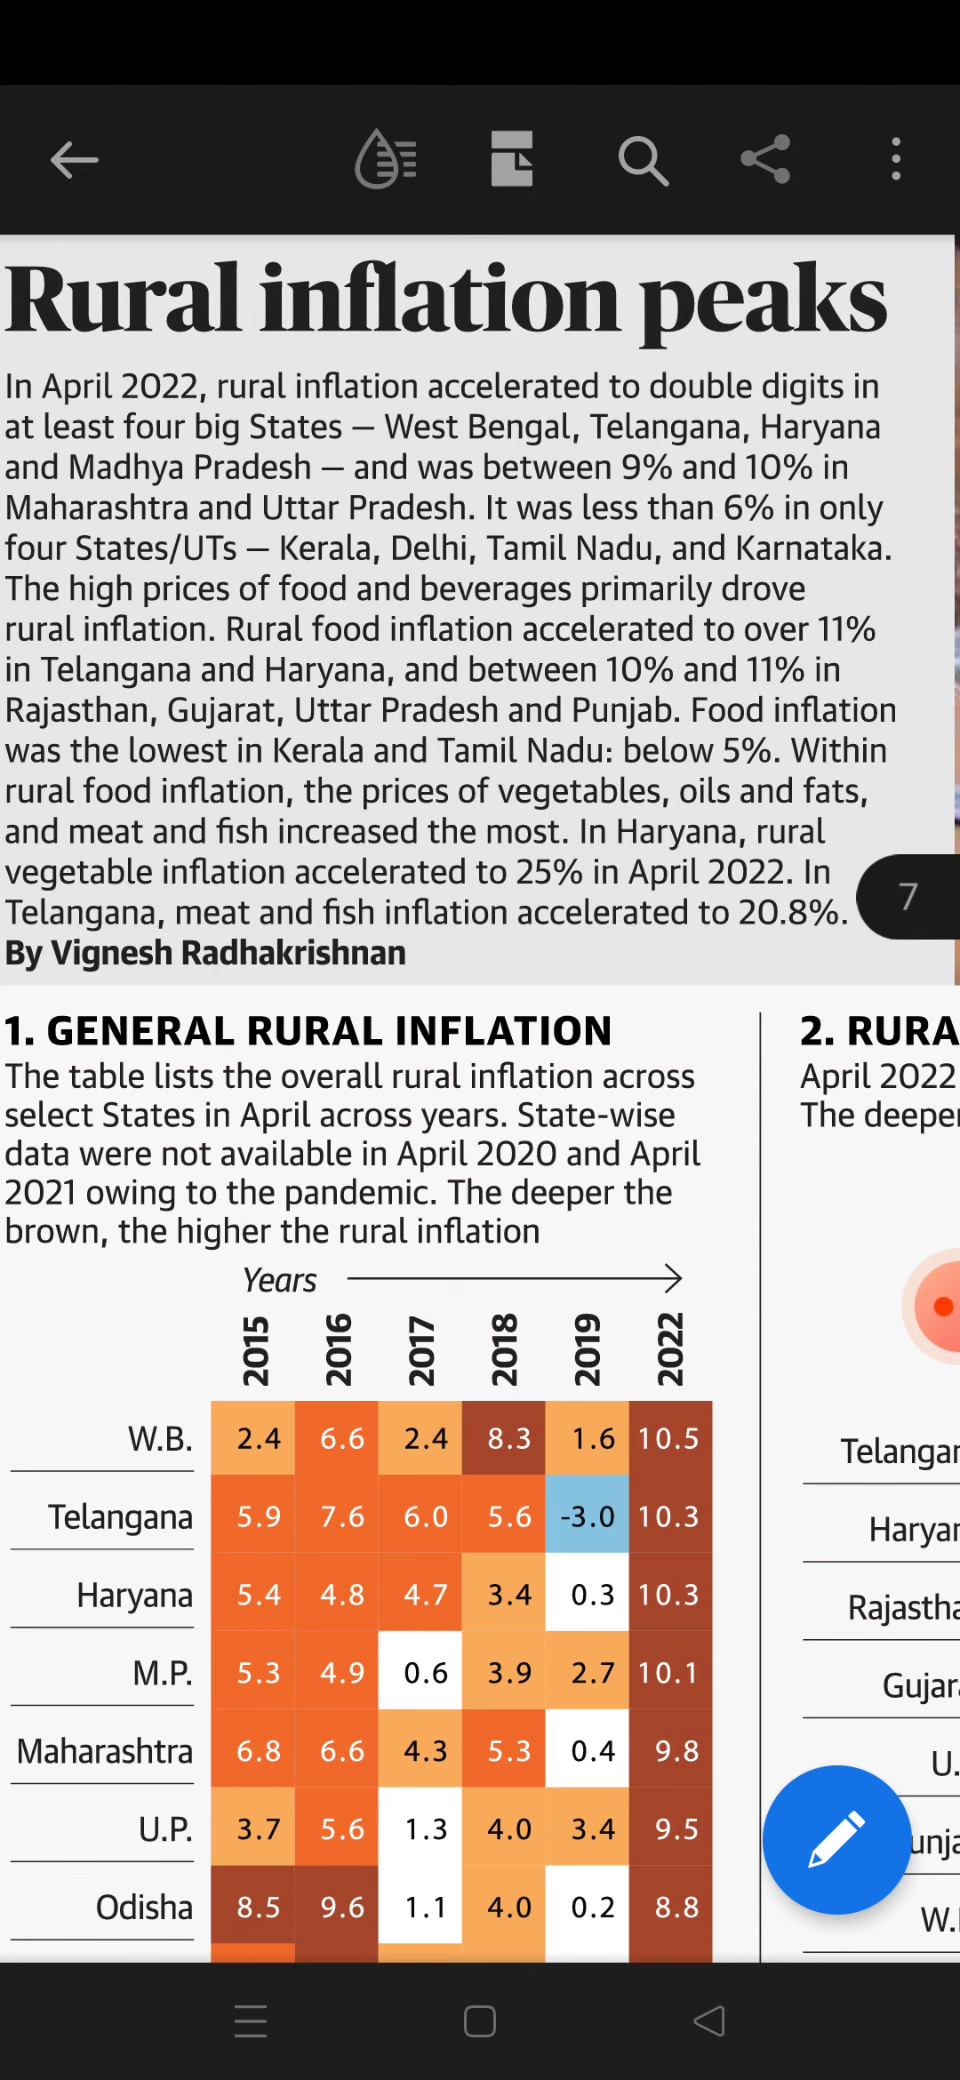 Rural inflation peaks
In April 2022, rural inflation accelerated to double digits in
at least four big States — West Bengal, Telangana, Haryana
and Madhya Pradesh — and was between 9% and 10% in
Maharashtra and Uttar Pradesh. It was less than 6% in only
four States/UTs — Kerala, Delhi, Tamil Nadu, and Karnataka.
The high prices of food and beverages primarily drove
rural inflation. Rural food inflation accelerated to over 11%
in Telangana and Haryana, and between 10% and 11% in
Rajasthan, Gujarat, Uttar Pradesh and Punjab. Food inflation
was the lowest in Kerala and Tamil Nadu: below 5%. Within
rural food inflation, the prices of vegetables, oils and fats,
and meat and fish increased the most. In Haryana, rural
vegetable inflation accelerated to 25% in April 2022. In
Telangana, meat and fish inflation accelerated to 20.8%.
7
By Vignesh Radhakrishnan
1. GENERAL RURAL INFLATION
The table lists the overall rural inflation across
select States in April across years. State-wise
data were not available in April 2020 and April
2021 owing to the pandemic. The deeper the
brown, the higher the rural inflation
Years
2015 2016 2017 2018 2019 2022
W.B. 2.4 6.6 2.4 8.3 1.6 10.5
Telangana 5.9 7.6 6.0 5.6 -3.0 10.3
Haryana 5.4 4.8 4.7 3.4 0.3 10.3
M.P. 5.3 4.9 0.6 3.9 2.7 10.1
Maharashtra 6.8 6.6 4.3 5.3 0.4 9.8
U.P. 3.7 5.6 1.3 4.0 3.4 9.5
Odisha 8.5 9.6 1.1 4.0 0.2 8.8
2. RURA
April 2022
The deeper
Telangar
Haryar
Rajastha
Gujara
U.
unja
W.